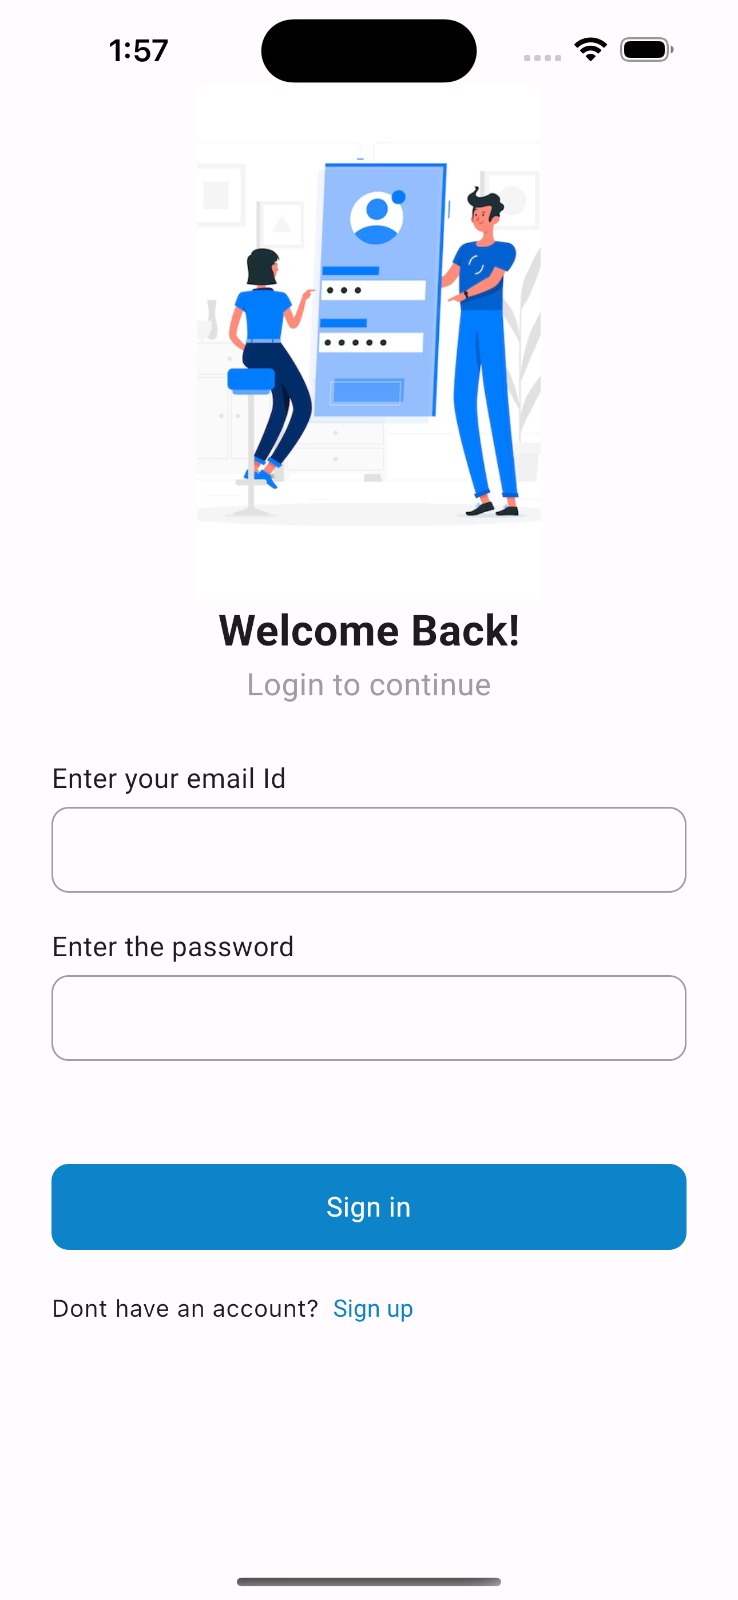 1:57
Welcome Back!
Login to continue
Enter your email Id
Enter the password
Sign in
Dont have an account? Sign up